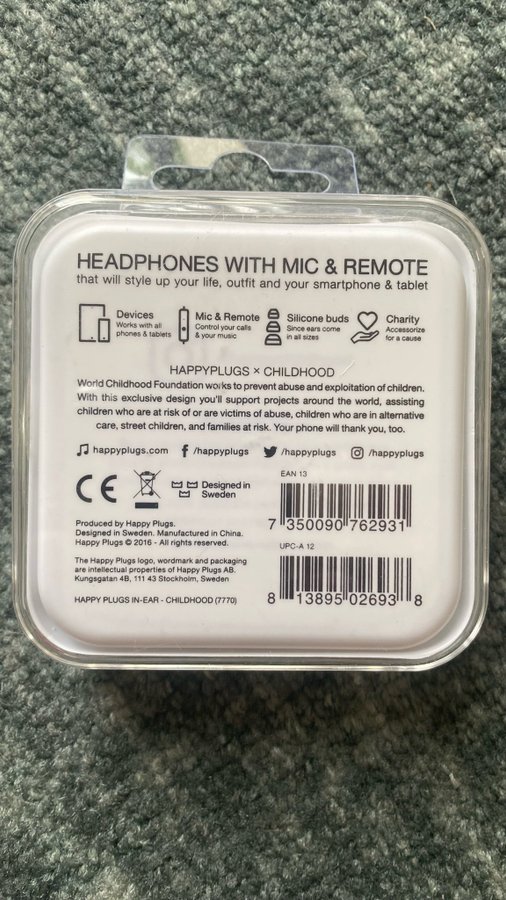 HEADPHONES WITH MIC & REMOTE
that will style up your life, outfit and your smartphone & tablet
Devices
Works with all
phones & tablets
Mic & Remote
Control your calls
& your music
Silicone buds
Since ears come
in all sizes
Charity
Accessorize
for a cause
HAPPYPLUGS × CHILDHOOD
World Childhood Foundation works to prevent abuse and exploitation of children.
With this exclusive design you'll support projects around the world, assisting
children who are at risk of or are victims of abuse, children who are in alternative
care, street children, and families at risk. Your phone will thank you, too.
happyplugs.com /happyplugs /happyplugs /happyplugs
CE
Designed in
Sweden
EAN 13
7 350090 762931
Produced by Happy Plugs.
Designed in Sweden. Manufactured in China.
Happy Plugs © 2016 - All rights reserved.
The Happy Plugs logo, wordmark and packaging
are intellectual properties of Happy Plugs AB.
Kungsgatan 4B, 111 43 Stockholm, Sweden
HAPPY PLUGS IN-EAR - CHILDHOOD (7770)
UPC-A 12
8 13895 02693 8